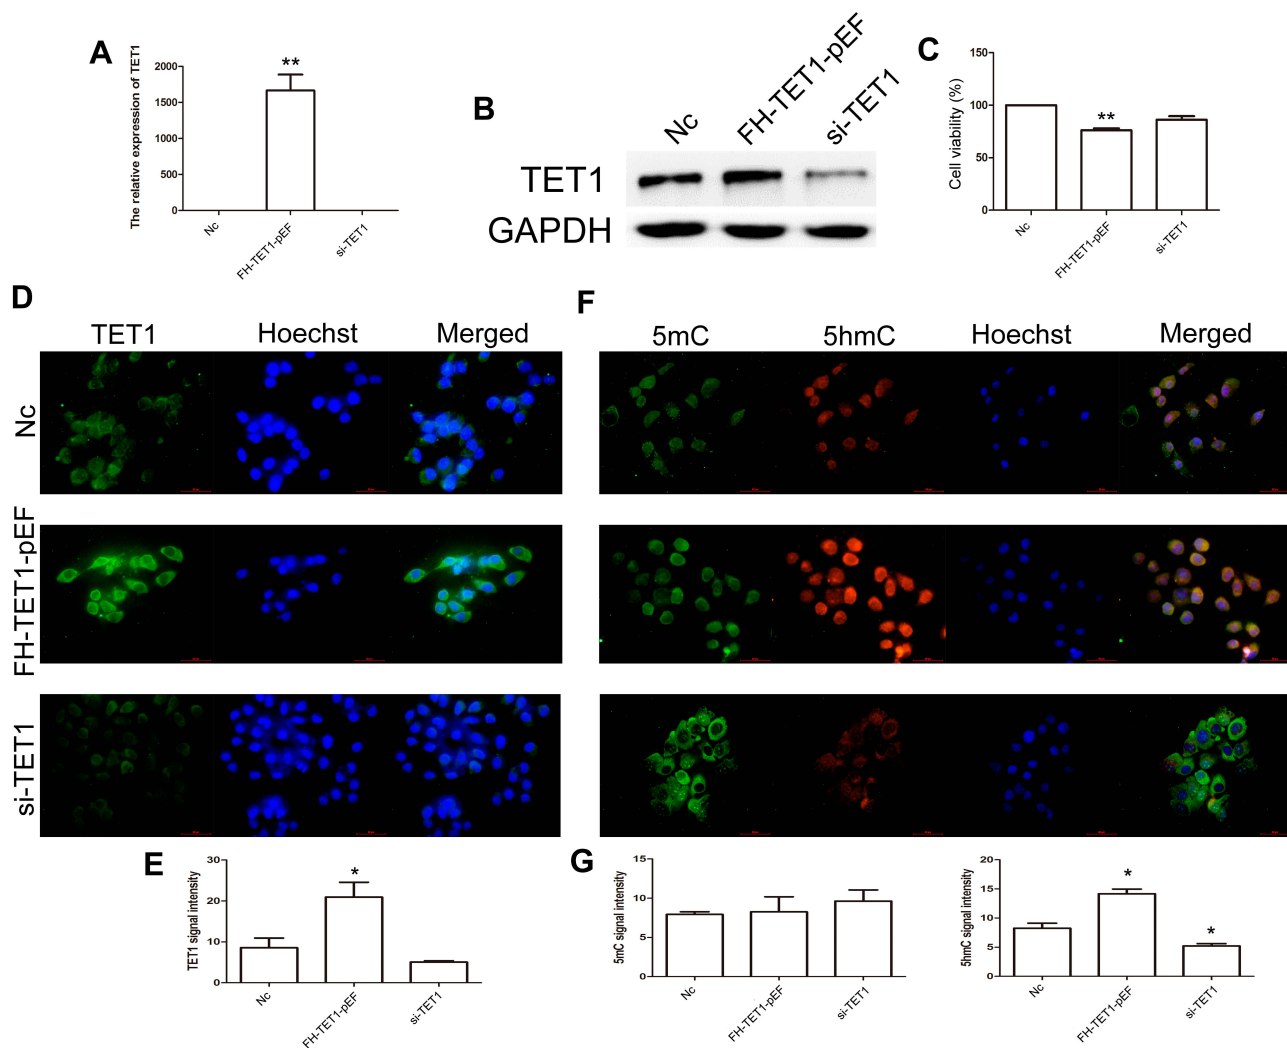 A
The relative expression of TET1
2000
1500
1000
500
0
**
Nc
FH-TET1-pEF
si-TET1
B
Nc
FH-TET1-pEF
si-TET1
TET1
GAPDH
C
Cell viability (%)
150
100
50
0
**
Nc
FH-TET1-pEF
si-TET1
D
TET1 Hoechst Merged
Nc
FH-TET1-pEF
si-TET1
F
5mC 5hmC Hoechst Merged
E
TET1 signal intensity
30
20
10
0
*
Nc
FH-TET1-pEF
si-TET1
G
5mC signal intensity
15
10
5
0
Nc
FH-TET1-pEF
si-TET1
5hmC signal intensity
20
15
10
5
0
*
*
Nc
FH-TET1-pEF
si-TET1